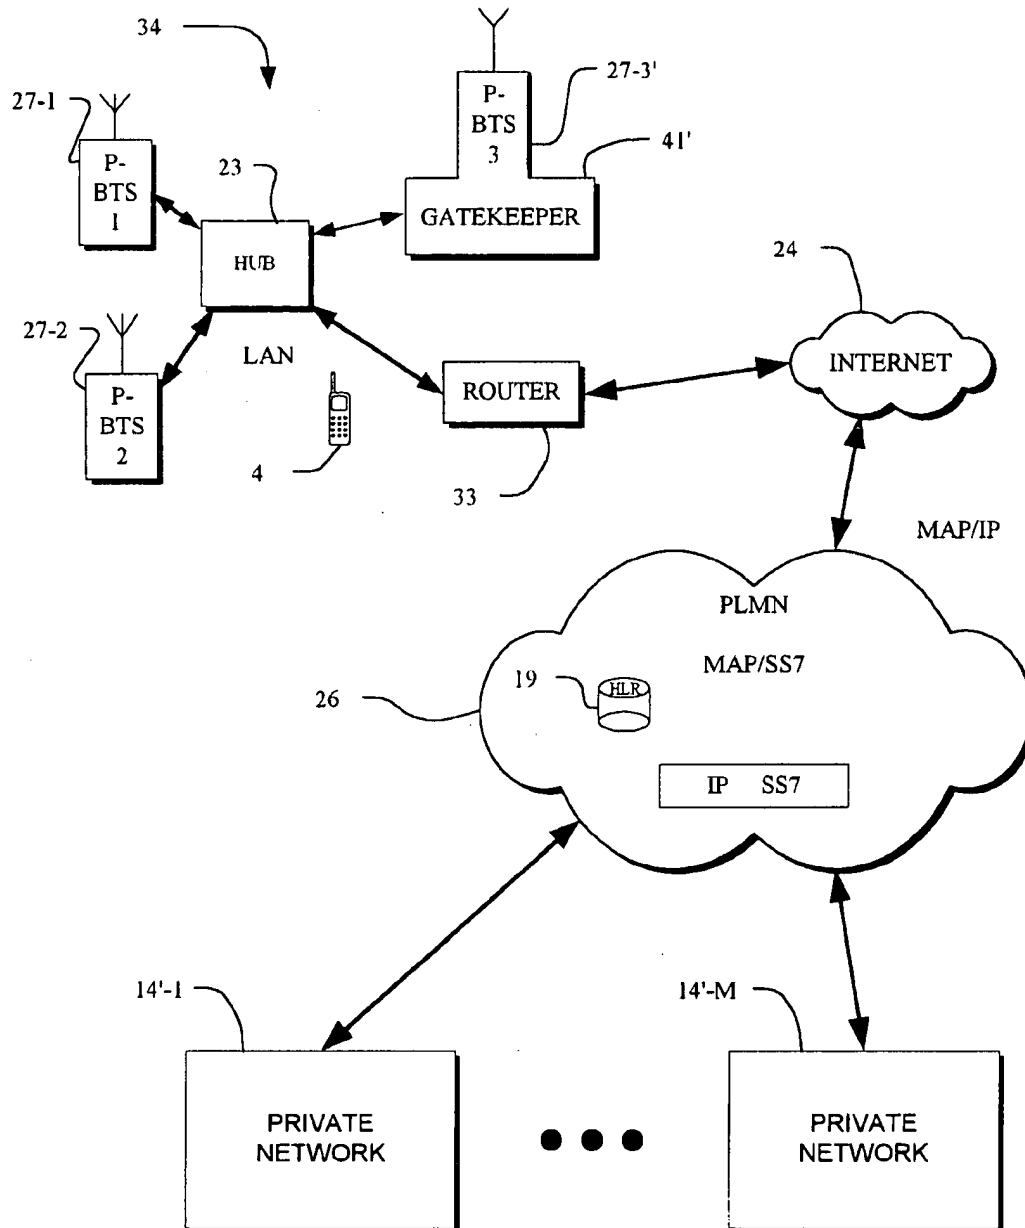 34
27-1
P-
BTS
1
23
HUB
P-
BTS
3
27-3'
41'
GATEKEEPER
27-2
P-
BTS
2
LAN
4
ROUTER
33
24
INTERNET
MAP/IP
PLMN
MAP/SS7
19
HLR
26
IP SS7
14'-1
PRIVATE
NETWORK
14'-M
PRIVATE
NETWORK